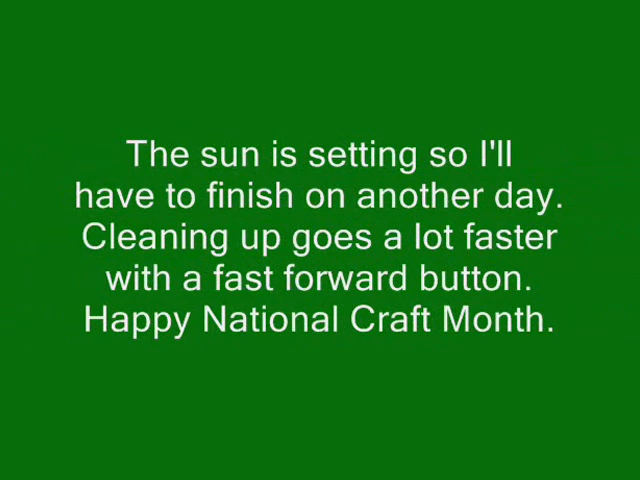 The sun is setting so I'll
have to finish on another day.
Cleaning up goes a lot faster
with a fast forward button.
Happy National Craft Month.